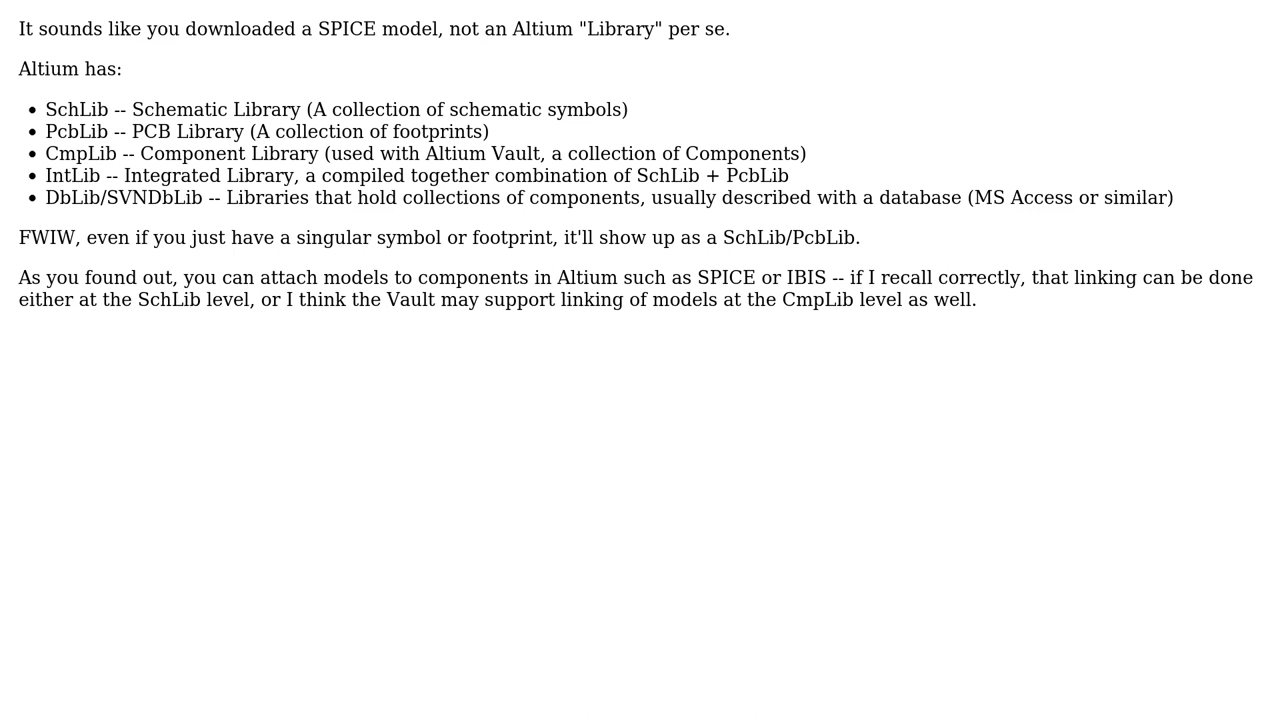 It sounds like you downloaded a SPICE model, not an Altium "Library" per se.
Altium has:
• SchLib -- Schematic Library (A collection of schematic symbols)
• PcbLib -- PCB Library (A collection of footprints)
• CmpLib -- Component Library (used with Altium Vault, a collection of Components)
• IntLib -- Integrated Library, a compiled together combination of SchLib + PcbLib
• DbLib/SVNDbLib -- Libraries that hold collections of components, usually described with a database (MS Access or similar)
FWIW, even if you just have a singular symbol or footprint, it'll show up as a SchLib/PcbLib.
As you found out, you can attach models to components in Altium such as SPICE or IBIS -- if I recall correctly, that linking can be done
either at the SchLib level, or I think the Vault may support linking of models at the CmpLib level as well.